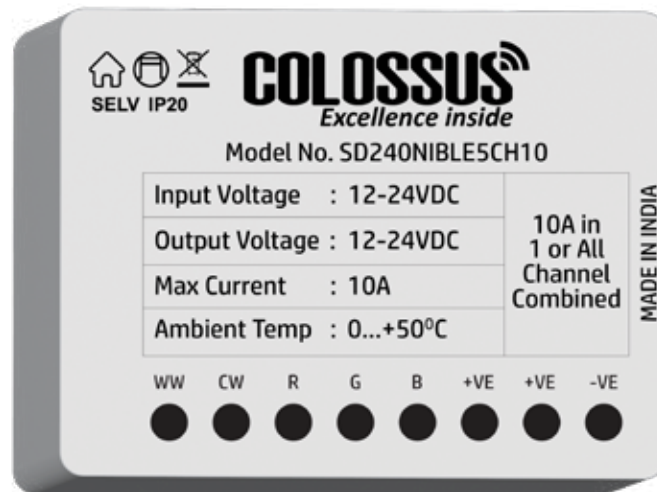 SELV IP20
COLOSSUS
Excellence inside
Model No. SD240NIBLE5CH10
Input Voltage : 12-24VDC
Output Voltage : 12-24VDC
Max Current : 10A
Ambient Temp : 0...+50⁰C
10A in
1 or All
Channel
Combined
MADE IN INDIA
WW CW R G B +VE +VE -VE